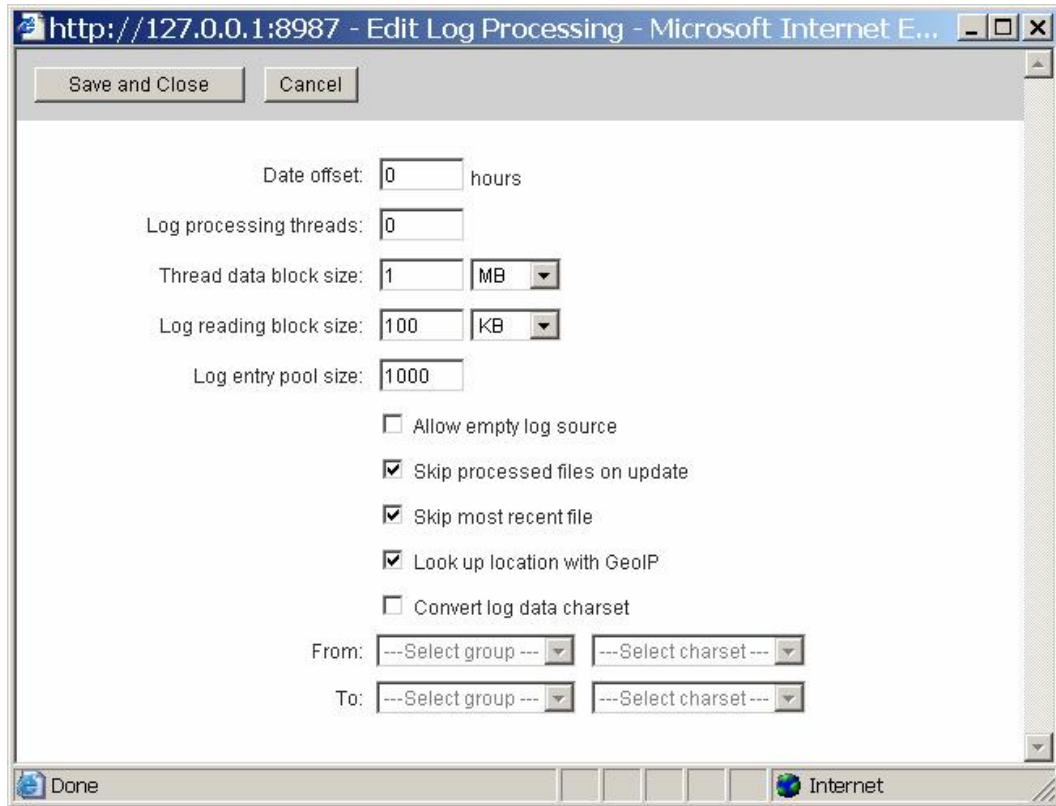 http://127.0.0.1:8987 - Edit Log Processing - Microsoft Internet E...
Save and Close Cancel
Date offset: 0 hours
Log processing threads: 0
Thread data block size: 1 MB
Log reading block size: 100 KB
Log entry pool size: 1000
Allow empty log source
Skip processed files on update
Skip most recent file
Look up location with GeoIP
Convert log data charset
From: ---Select group --- ---Select charset ---
To: ---Select group --- ---Select charset ---
Done Internet